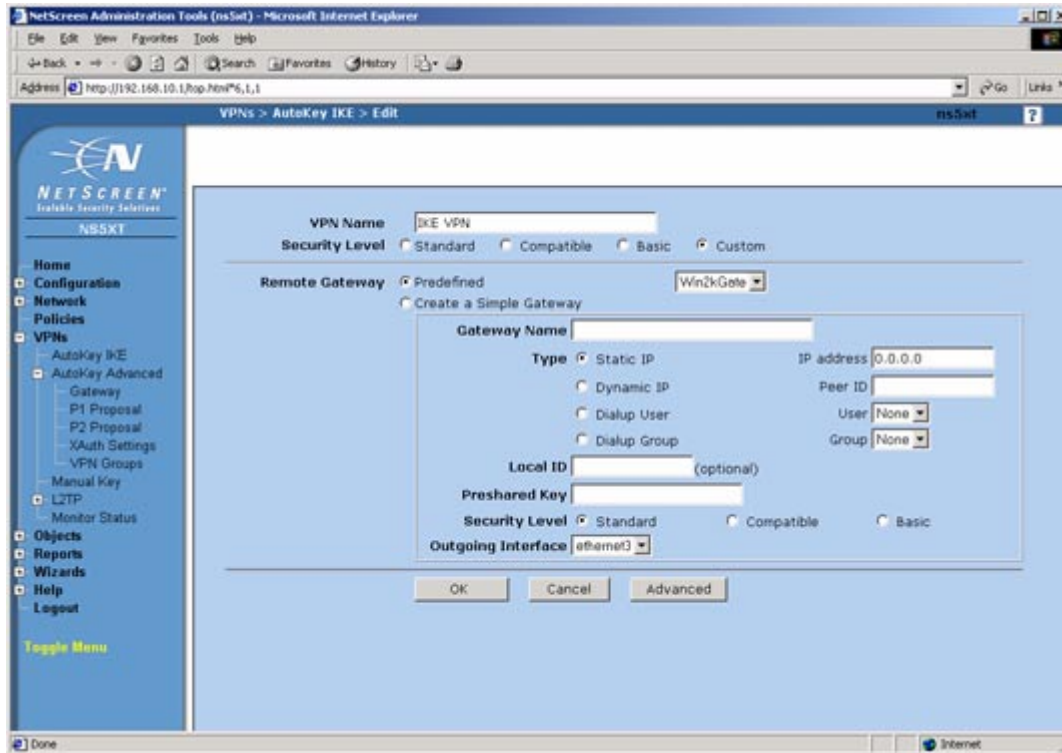 NetScreen Administration Tools (ns5xt) - Microsoft Internet Explorer
File Edit View Favorites Tools Help
Back Search Favorites History
Address http://192.168.10.1/top.html*6,1,1 Go Links
VPNs > AutoKey IKE > Edit ns5xt ?
N
NETSCREEN
Scalable Security Solutions
NS5XT
Home
Configuration
Network
Policies
VPNs
AutoKey IKE
AutoKey Advanced
Gateway
P1 Proposal
P2 Proposal
XAuth Settings
VPN Groups
Manual Key
L2TP
Monitor Status
Objects
Reports
Wizards
Help
Logout
Toggle Menu
VPN Name IKE VPN
Security Level Standard Compatible Basic Custom
Remote Gateway Predefined Win2kGate
Create a Simple Gateway
Gateway Name
Type Static IP IP address 0.0.0.0
Dynamic IP Peer ID
Dialup User User None
Dialup Group Group None
Local ID (optional)
Preshared Key
Security Level Standard Compatible Basic
Outgoing Interface ethernet3
OK Cancel Advanced
Done Internet